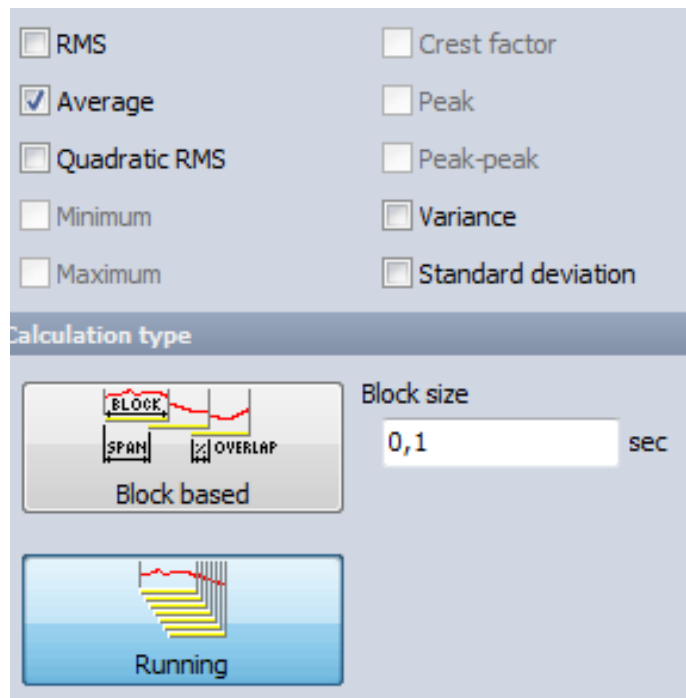 RMS
Crest factor
Average
Peak
Quadratic RMS
Peak-peak
Minimum
Variance
Maximum
Standard deviation
Calculation type
BLOCK
SPAN
% OVERLAP
Block based
Block size
0,1 sec
Running